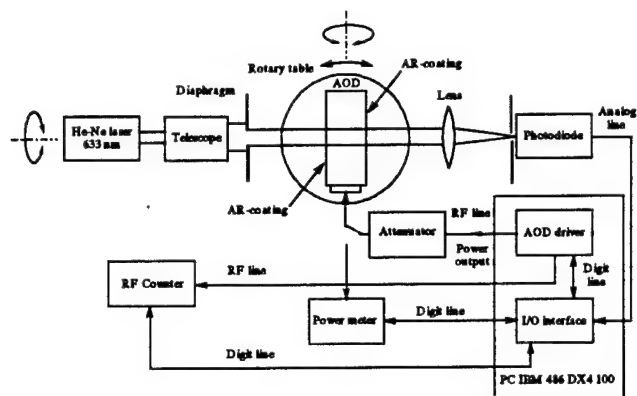 Rotary table
AOD
AR-coating
Diaphragm
Lens
He-Ne laser
633 nm
Telescope
Photodiode
Analog
line
AR-coating
Attenuator
RF line
Power
output
AOD driver
RF line
Digit
line
RF Counter
Power meter
Digit line
I/O interface
Digit line
PC IBM 486 DX4 100